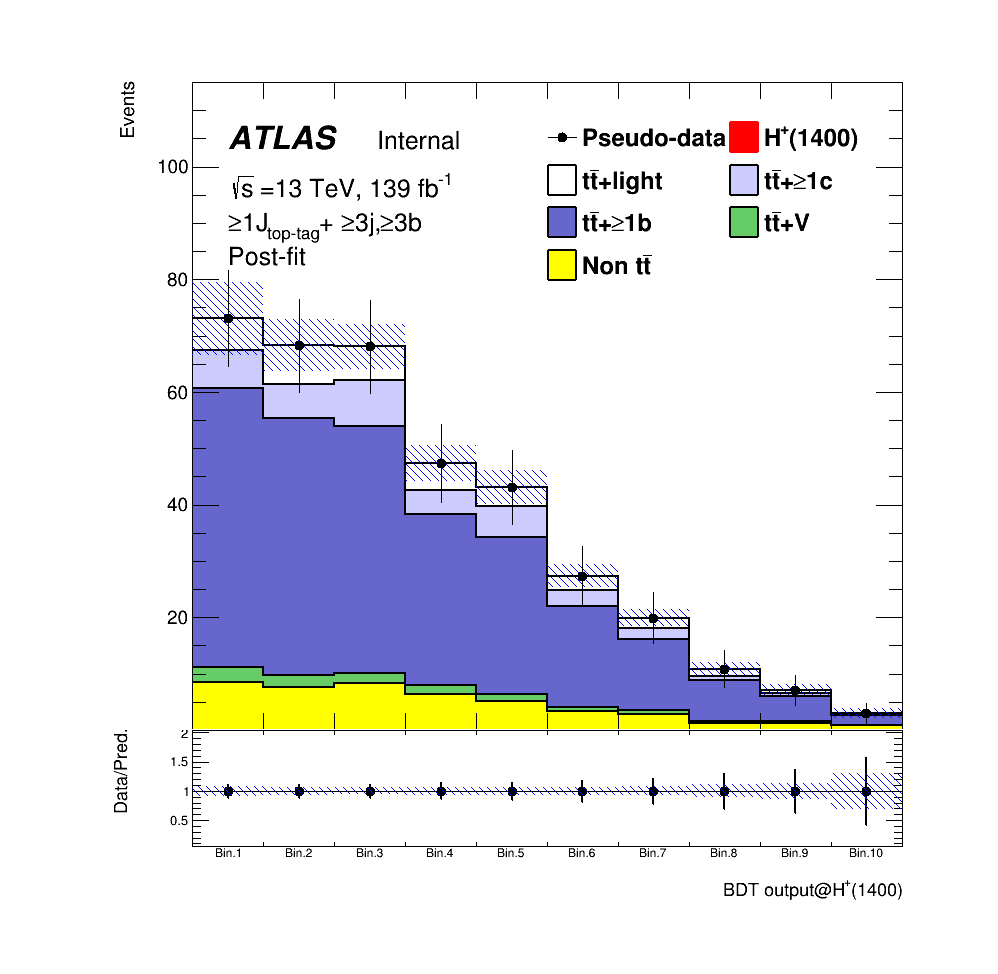 Events
ATLAS Internal
√s =13 TeV, 139 fb⁻¹
≥1J_top-tag+ ≥3j,≥3b
Post-fit
Pseudo-data H⁺(1400)
tt̄+light tt̄+≥1c
tt̄+≥1b tt̄+V
Non tt̄
100
80
60
40
20
Data/Pred.
2
1.5
1
0.5
Bin.1 Bin.2 Bin.3 Bin.4 Bin.5 Bin.6 Bin.7 Bin.8 Bin.9 Bin.10
BDT output@H⁺(1400)